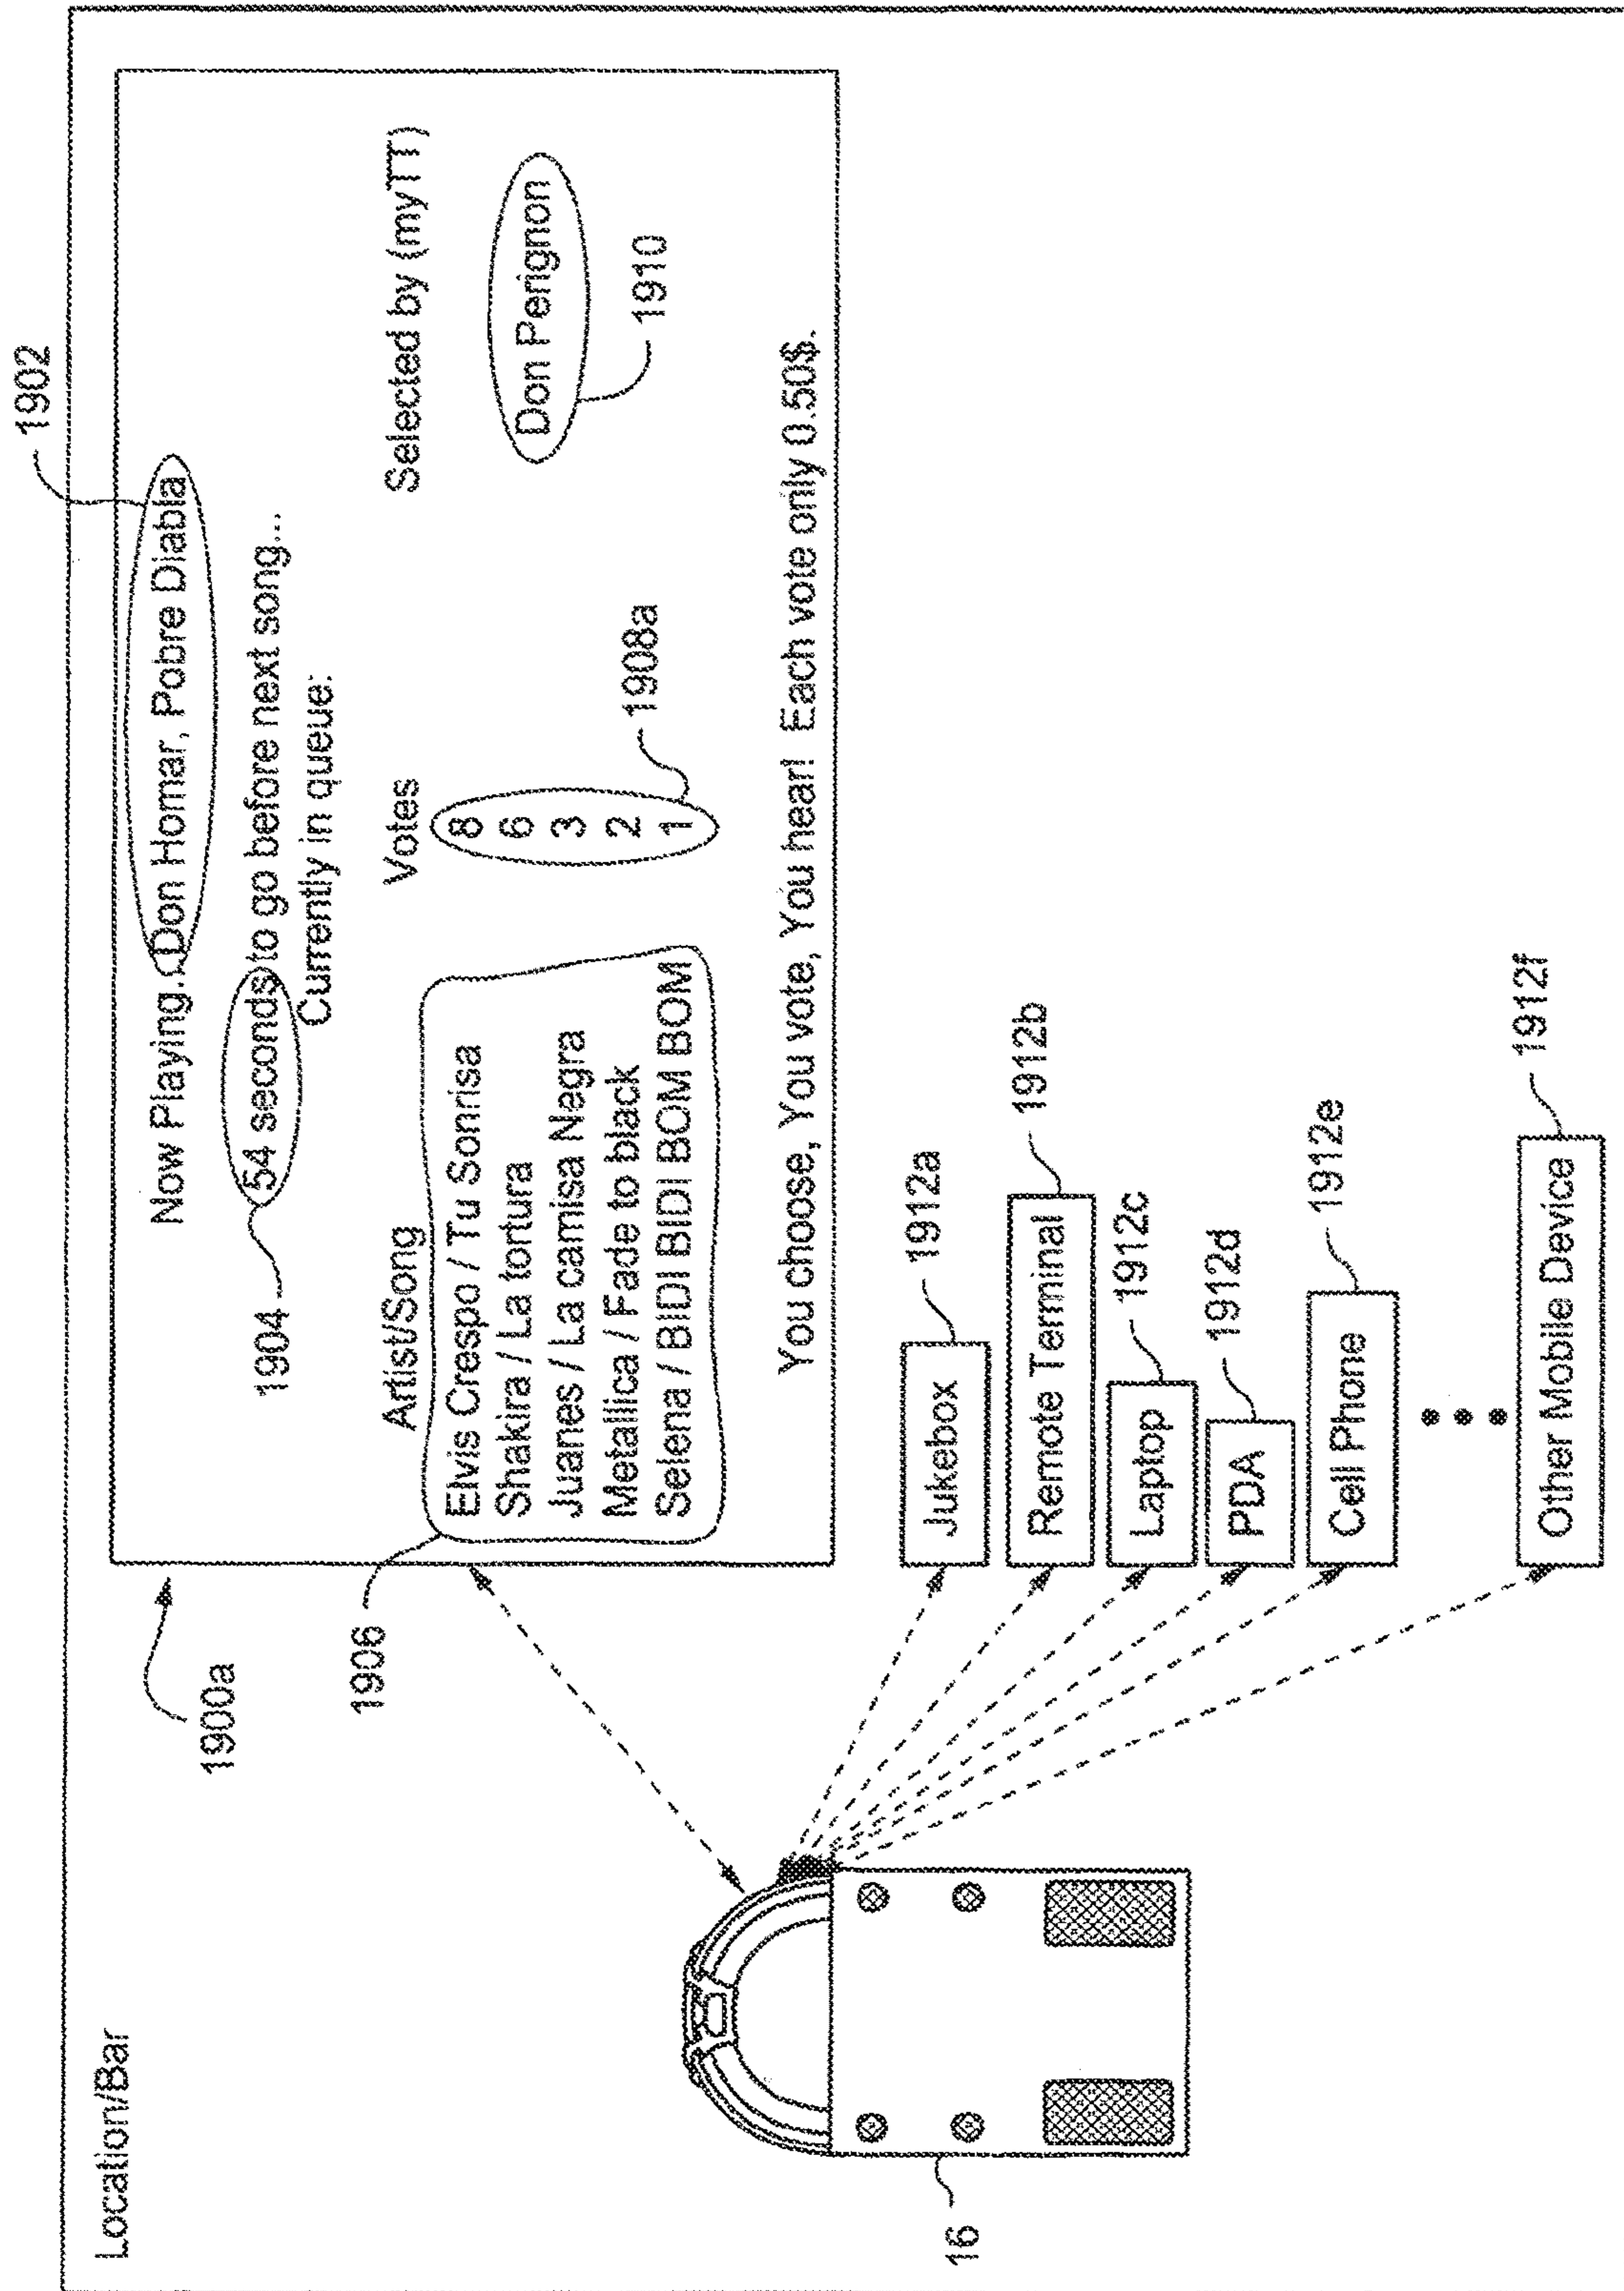 Location/Bar
1900a
1902
Now Playing: Don Homar, Pobre Diabla
54 seconds to go before next song...
1904
Currently in queue:
Artist/Song
Votes
Selected by (myTT)
1906
Elvis Crespo / Tu Sonrisa 8
Shakira / La tortura 6
Juanes / La camisa Negra 3
Metallica / Fade to black 2
Selena / BIDI BIDI BOM BOM 1
Don Perignon
1908a
1910
You choose, You vote, You hear! Each vote only 0.50$.
Jukebox
1912a
Remote Terminal
1912b
Laptop
1912c
PDA
1912d
Cell Phone
1912e
Other Mobile Device
1912f
16